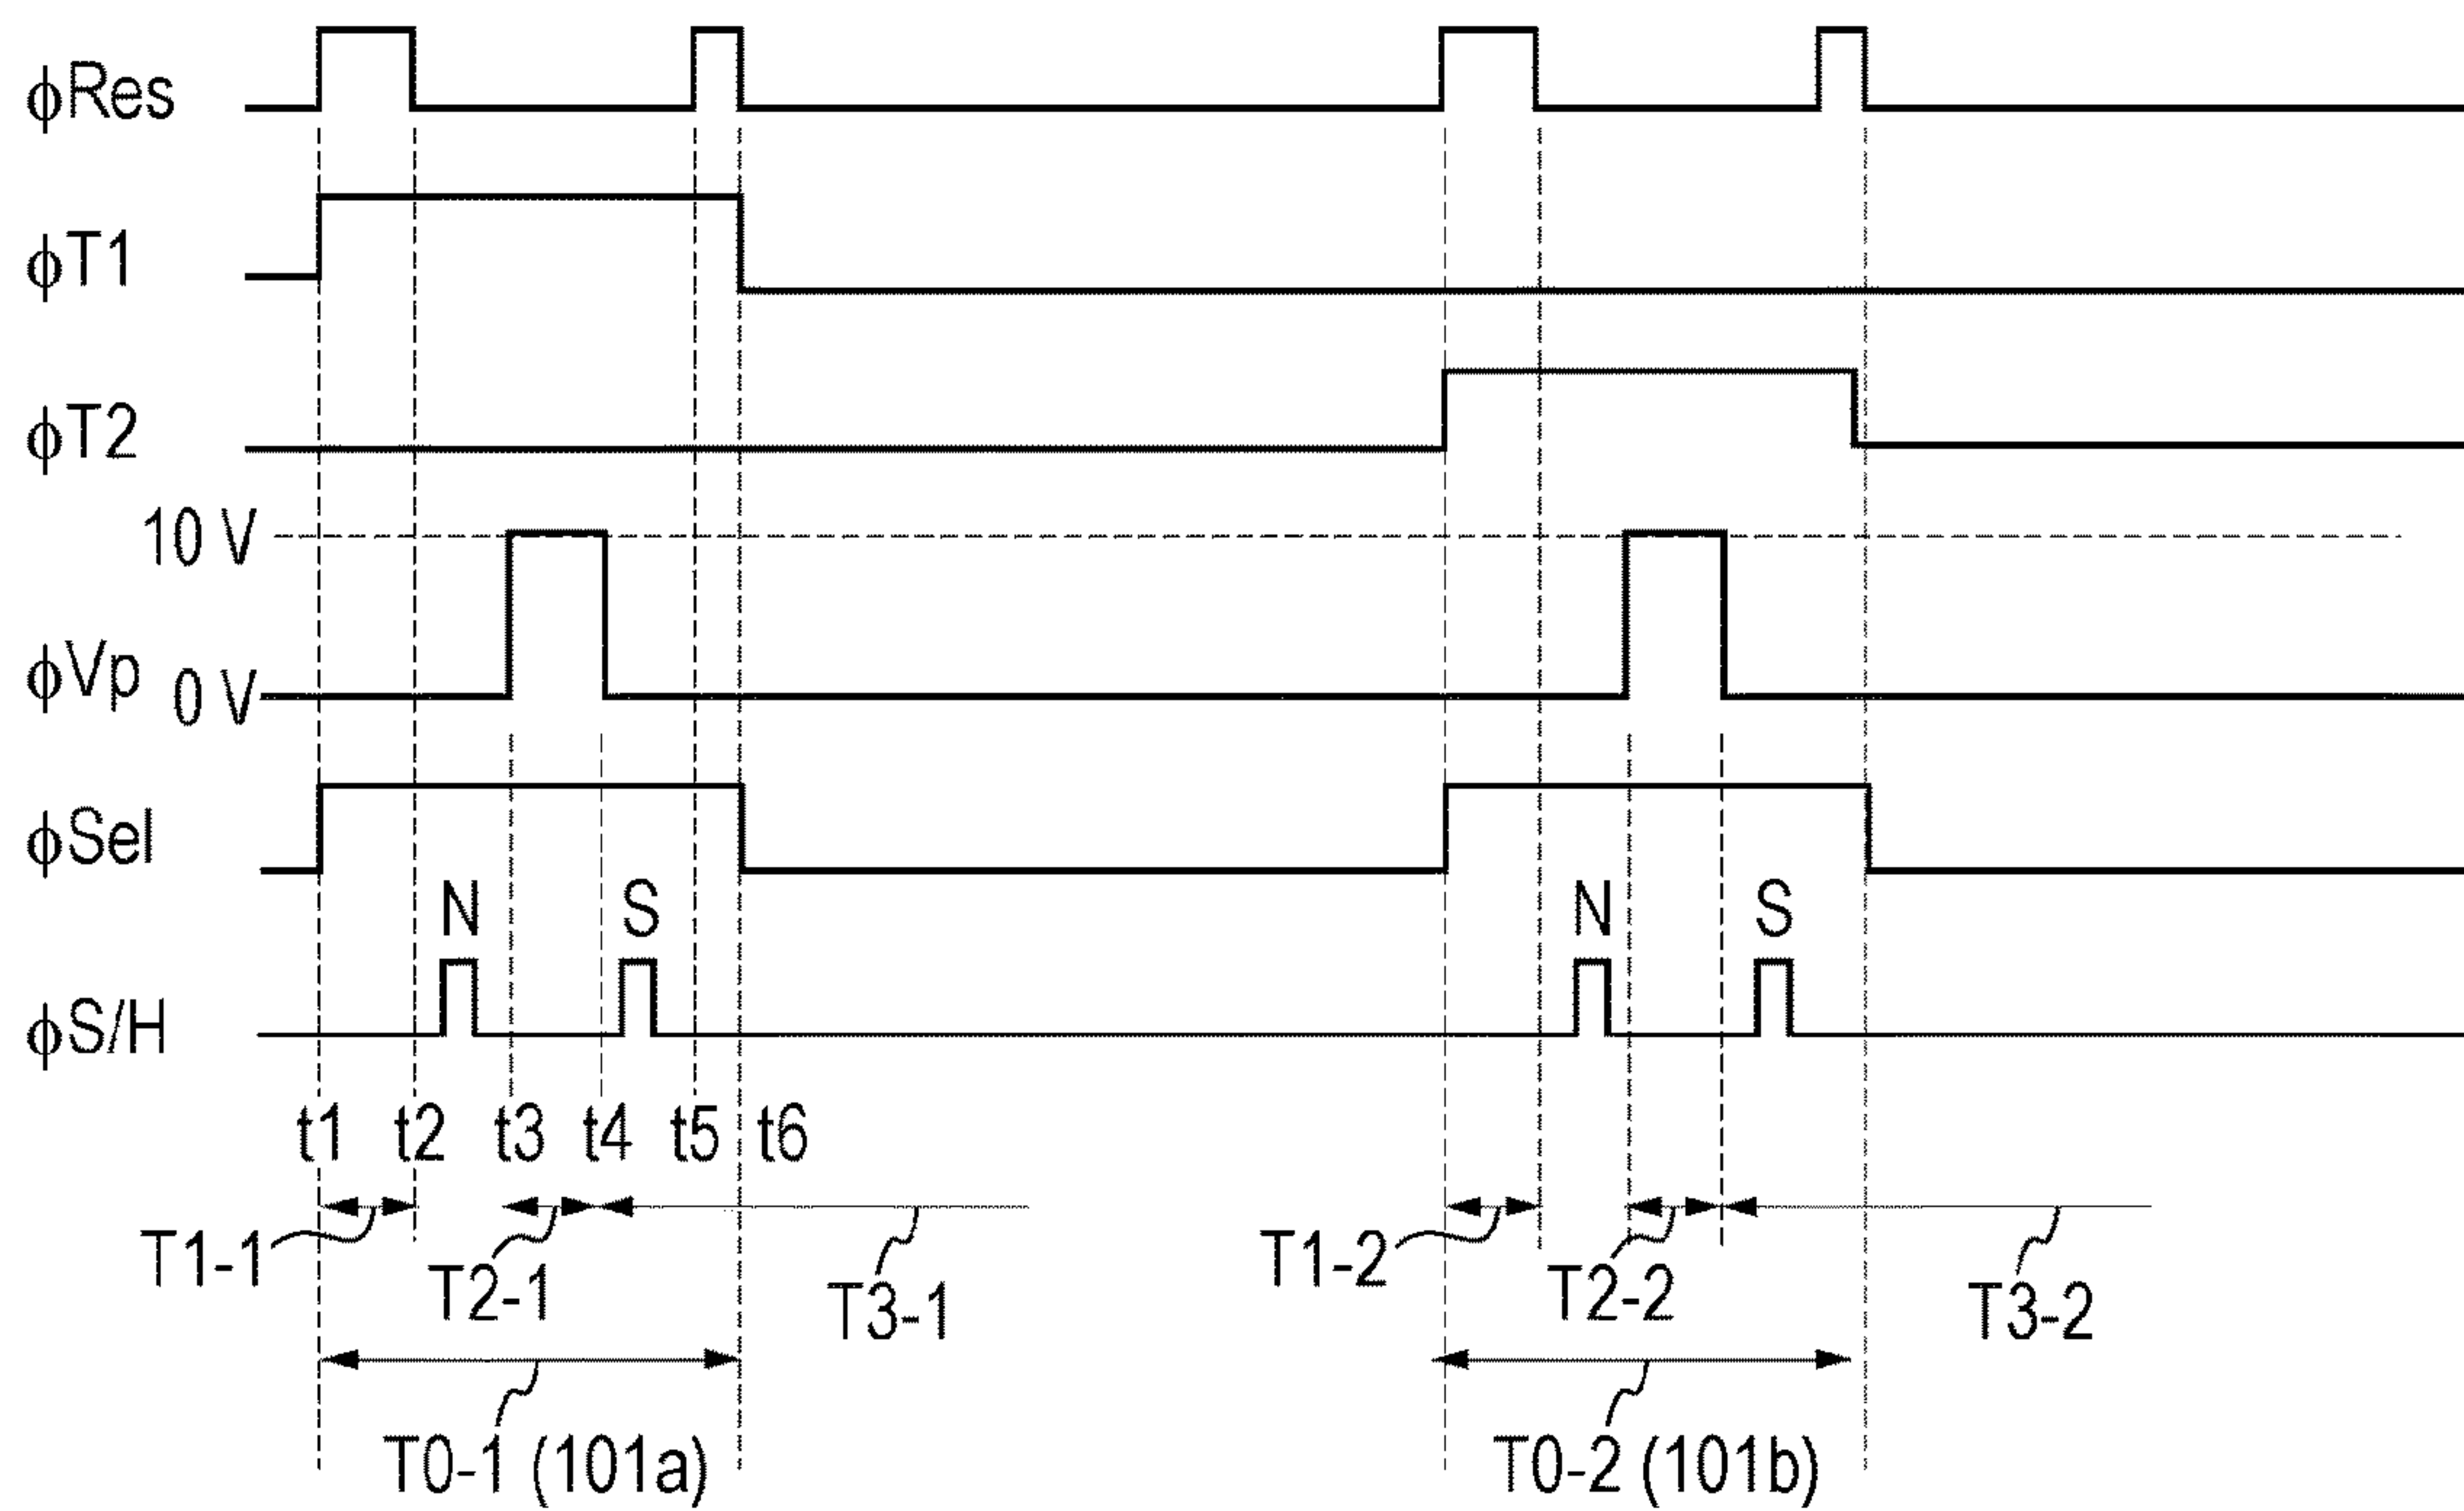 ϕRes
ϕT1
ϕT2
10 V
ϕVp 0 V
ϕSel
N S N S
ϕS/H
t1 t2 t3 t4 t5 t6
T1-1 T2-1 T3-1 T1-2 T2-2 T3-2
T0-1 (101a) T0-2 (101b)